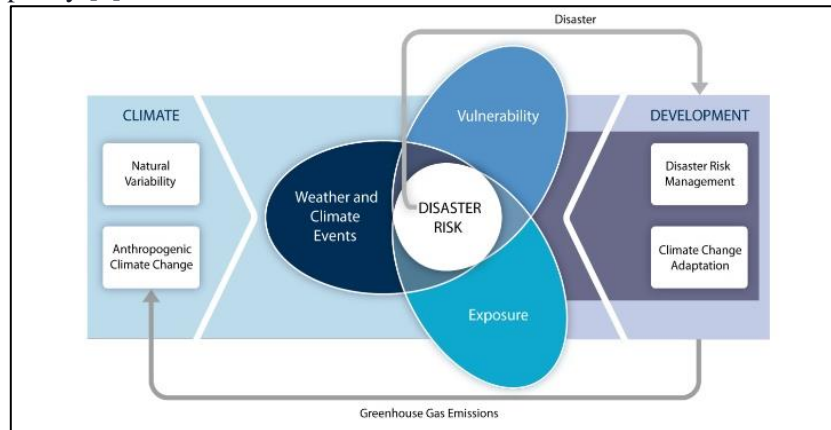 Disaster
CLIMATE
Natural
Variability
Anthropogenic
Climate Change
Vulnerability
Weather and
Climate
Events
DISASTER
RISK
Exposure
DEVELOPMENT
Disaster Risk
Management
Climate Change
Adaptation
Greenhouse Gas Emissions